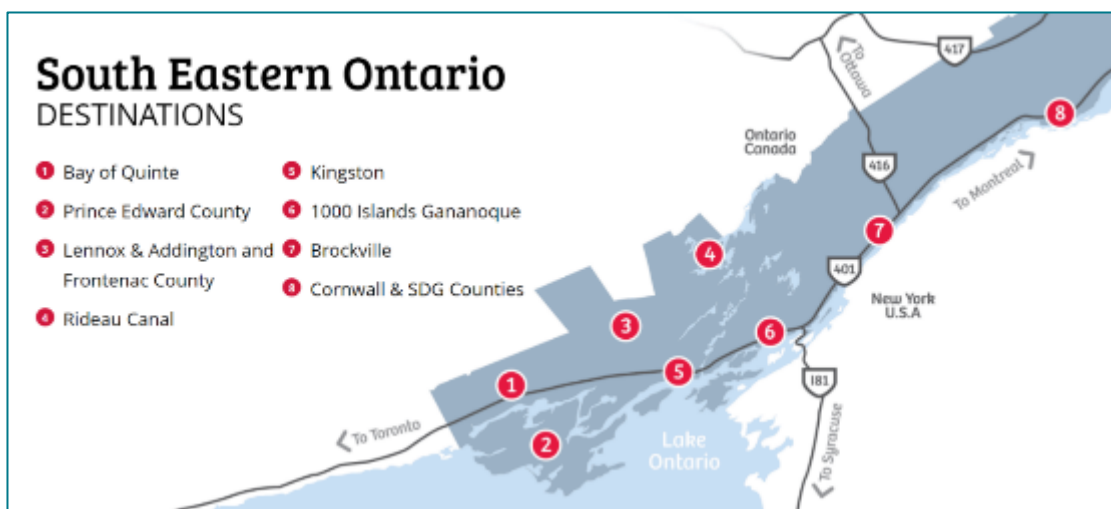 South Eastern Ontario
DESTINATIONS
1 Bay of Quinte
2 Prince Edward County
3 Lennox & Addington and
Frontenac County
4 Rideau Canal
5 Kingston
6 1000 Islands Gananoque
7 Brockville
8 Cornwall & SDG Counties
417
To
Ottawa
Ontario
Canada
416
8
To Montreal
7
4
401
New York
U.S.A
3
6
5
1
181
To Toronto
2
Lake
Ontario
To Syracuse